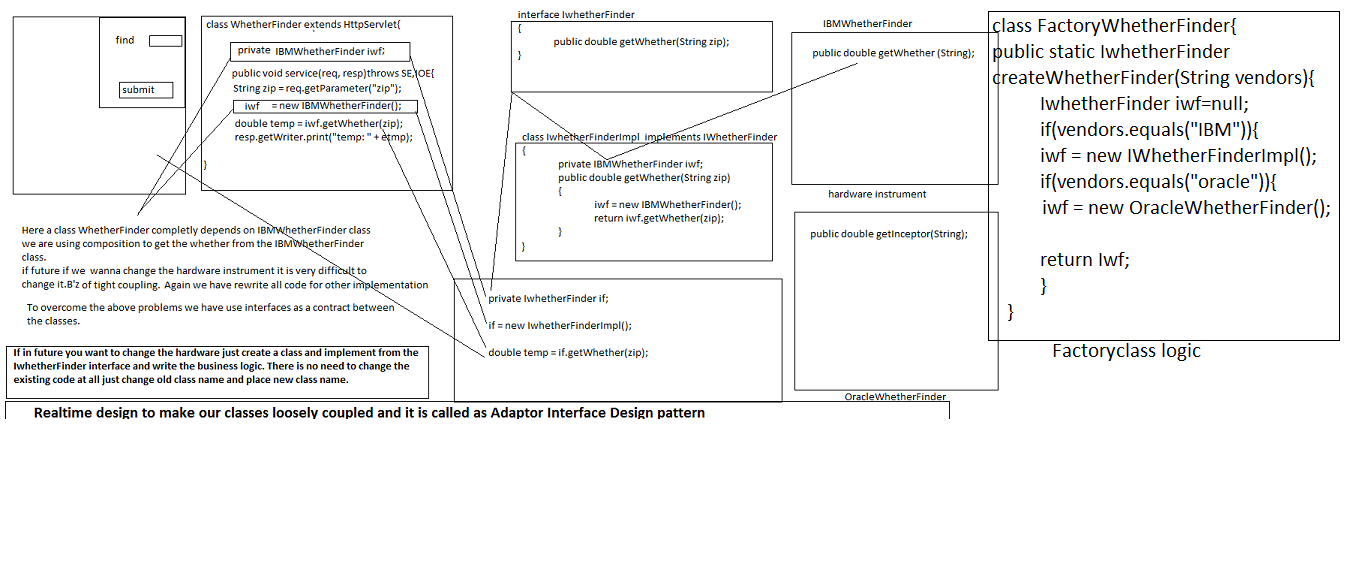 find
submit
class WhetherFinder extends HttpServlet{
private IBMWhetherFinder iwf;
public void service(req, resp)throws SE,IOE{
String zip = req.getParameter("zip");
iwf = new IBMWhetherFinder();
double temp = iwf.getWhether(zip);
resp.getWriter.print("temp: " + etmp);
}
Here a class WhetherFinder completly depends on IBMWhetherFinder class
we are using composition to get the whether from the IBMWhetherFinder
class.
if future if we wanna change the hardware instrument it is very difficult to
change it.B'z of tight coupling. Again we have rewrite all code for other implementation
To overcome the above problems we have use interfaces as a contract between
the classes.
If in future you want to change the hardware just create a class and implement from the
IwhetherFinder interface and write the business logic. There is no need to change the
existing code at all just change old class name and place new class name.
Realtime design to make our classes loosely coupled and it is called as Adaptor Interface Design pattern
interface IwhetherFinder
{
public double getWhether(String zip);
}
class IwhetherFinderImpl implements IWhetherFinder
{
private IBMWhetherFinder iwf;
public double getWhether(String zip)
{
iwf = new IBMWhetherFinder();
return iwf.getWhether(zip);
}
}
private IwhetherFinder if;
if = new IwhetherFinderImpl();
double temp = if.getWhether(zip);
IBMWhetherFinder
public double getWhether (String);
hardware instrument
public double getInceptor(String);
OracleWhetherFinder
class FactoryWhetherFinder{
public static IwhetherFinder
createWhetherFinder(String vendors){
IwhetherFinder iwf=null;
if(vendors.equals("IBM")){
iwf = new IWhetherFinderImpl();
if(vendors.equals("oracle")){
iwf = new OracleWhetherFinder();
return Iwf;
}
}
Factoryclass logic